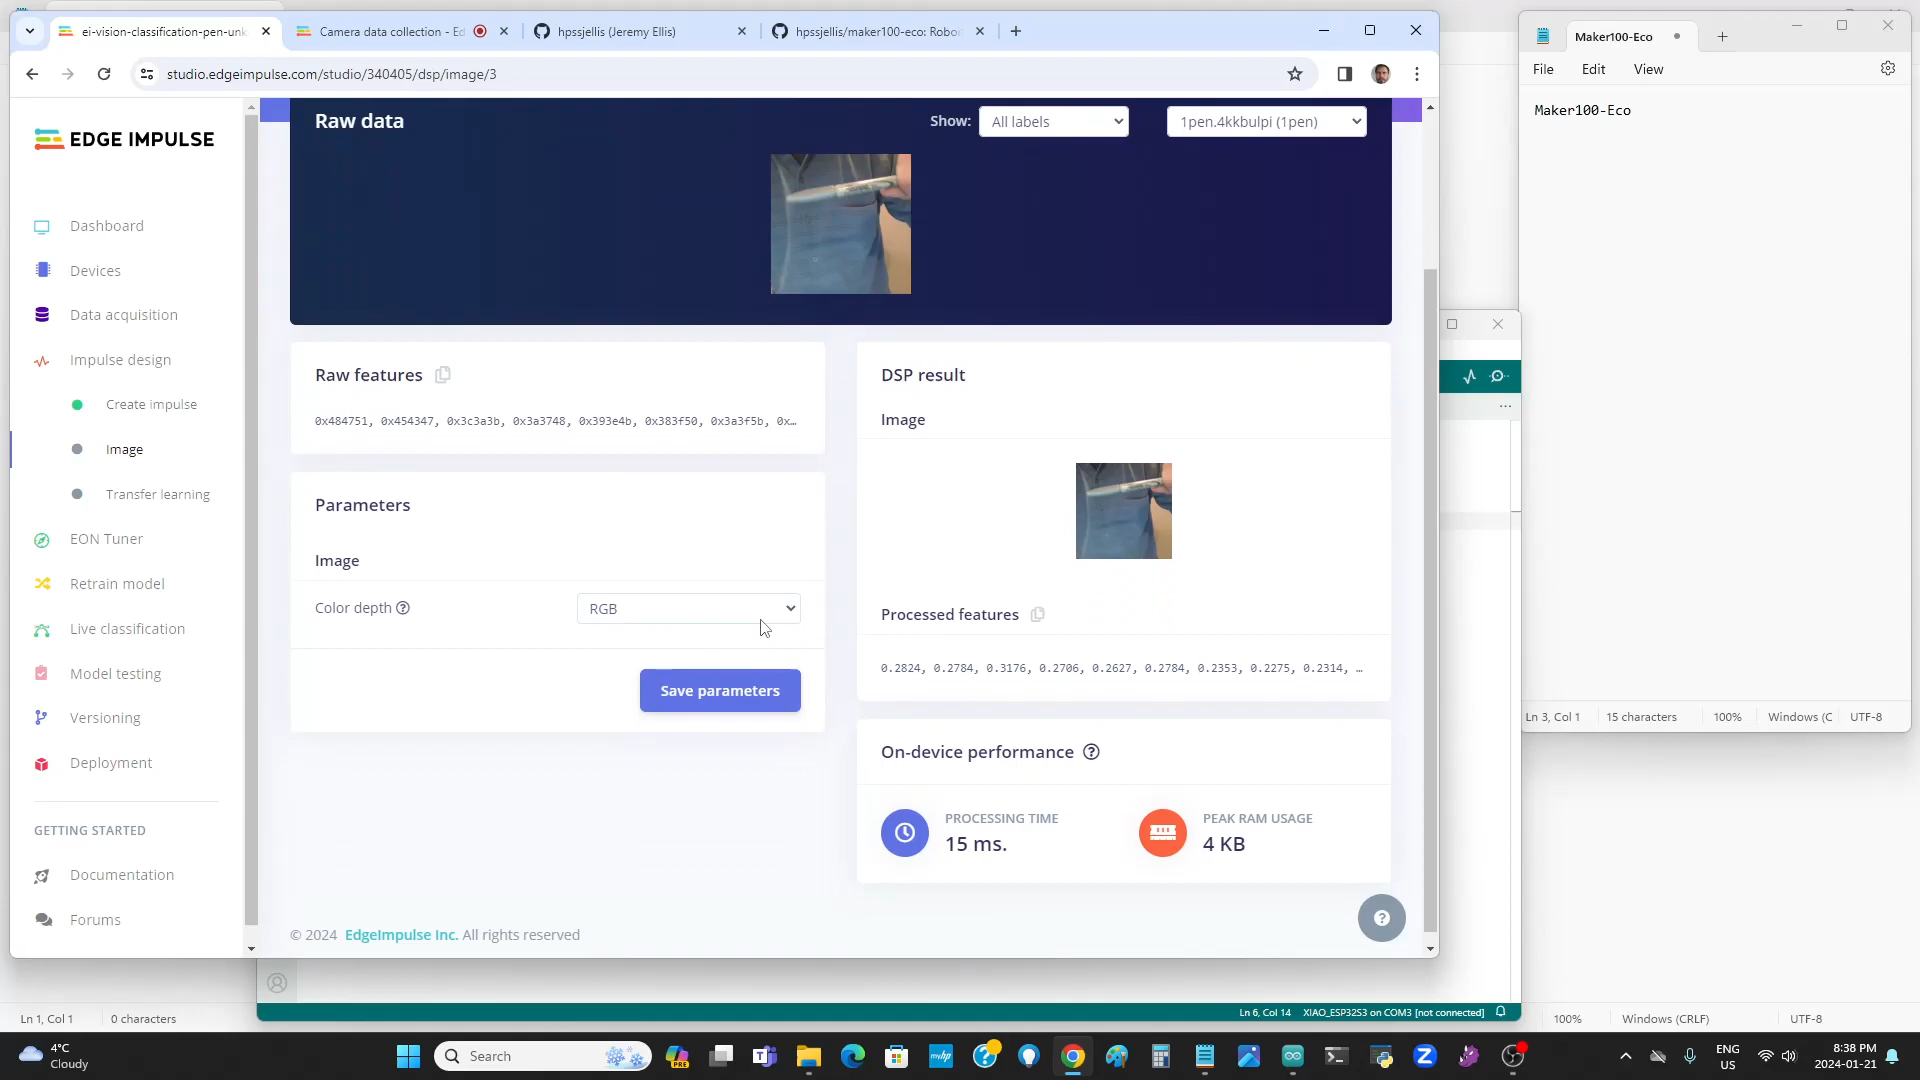 ei-vision-classification-pen-unk
Camera data collection - Ed
hpssjellis (Jeremy Ellis)
hpssjellis/maker100-eco: Robo
studio.edgeimpulse.com/studio/340405/dsp/image/3
EDGE IMPULSE
Dashboard
Devices
Data acquisition
Impulse design
Create impulse
Image
Transfer learning
EON Tuner
Retrain model
Live classification
Model testing
Versioning
Deployment
GETTING STARTED
Documentation
Forums
Raw data
Show: All labels 1pen.4kkbulpi (1pen)
Raw features
0x484751, 0x454347, 0x3c3a3b, 0x3a3748, 0x393e4b, 0x383f50, 0x3a3f5b, 0x…
Parameters
Image
Color depth RGB
Save parameters
DSP result
Image
Processed features
0.2824, 0.2784, 0.3176, 0.2706, 0.2627, 0.2784, 0.2353, 0.2275, 0.2314, …
On-device performance
PROCESSING TIME
15 ms.
PEAK RAM USAGE
4 KB
© 2024 EdgeImpulse Inc. All rights reserved
Maker100-Eco
File Edit View
Maker100-Eco
Ln 3, Col 1 15 characters 100% Windows (C UTF-8
Ln 6, Col 14 XIAO_ESP32S3 on COM3 [not connected]
Ln 1, Col 1 0 characters 100% Windows (CRLF) UTF-8
4°C
Cloudy
Search
PRE
myhp
ENG
US
8:38 PM
2024-01-21